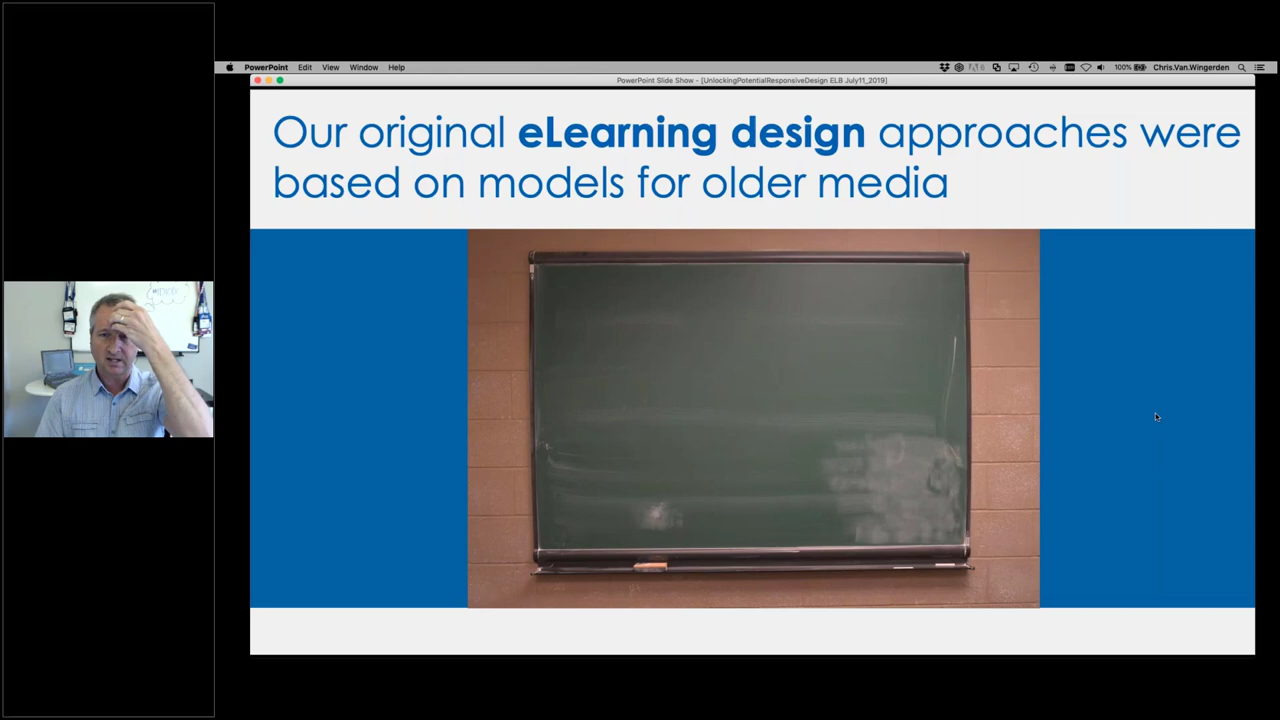 PowerPoint Edit View Window Help
100% Chris.Van.Wingerden
PowerPoint Slide Show - [UnlockingPotentialResponsiveDesign ELB July11_2019]
Our original eLearning design approaches were
based on models for older media